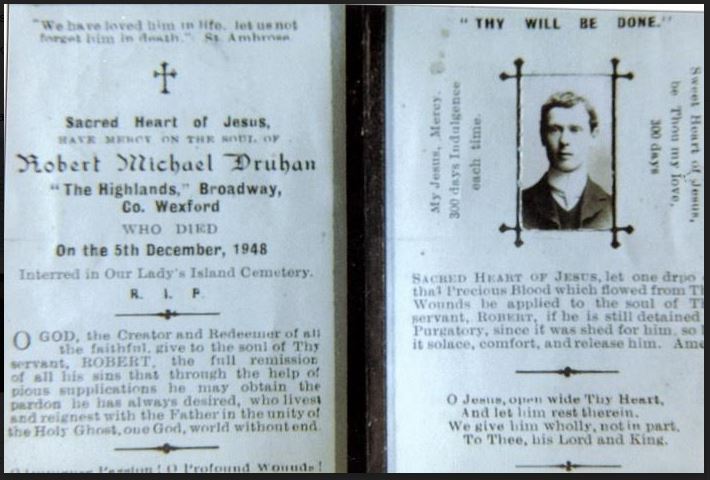 "We have loved him in life, let us not
forget him in death." St. Ambrose.
Sacred Heart of Jesus,
HAVE MERCY ON THE SOUL OF
Robert Michael Druhan
"The Highlands," Broadway,
Co. Wexford
WHO DIED
On the 5th December, 1948
Interred in Our Lady's Island Cemetery.
R. I. P.
O GOD, the Creator and Redeemer of all
the faithful, give to the soul of Thy
servant, ROBERT, the full remission
of all his sins that through the help of
pious supplications he may obtain the
pardon he has always desired, who livest
and reignest with the Father in the unity of
the Holy Ghost, one God, world without end.
O Immense Passion! O Profound Wounds!
"THY WILL BE DONE."
My Jesus, Mercy.
300 days Indulgence
each time.
Sweet Heart of Jesus,
be Thou my love,
300 days
SACRED HEART OF JESUS, let one drpo
that Precious Blood which flowed from T
Wounds be applied to the soul of T
servant, ROBERT, if he is still detained
Purgatory, since it was shed for him, so
it solace, comfort, and release him. Ame
O Jesus, open wide Thy Heart,
And let him rest therein.
We give him wholly, not in part,
To Thee, his Lord and King.